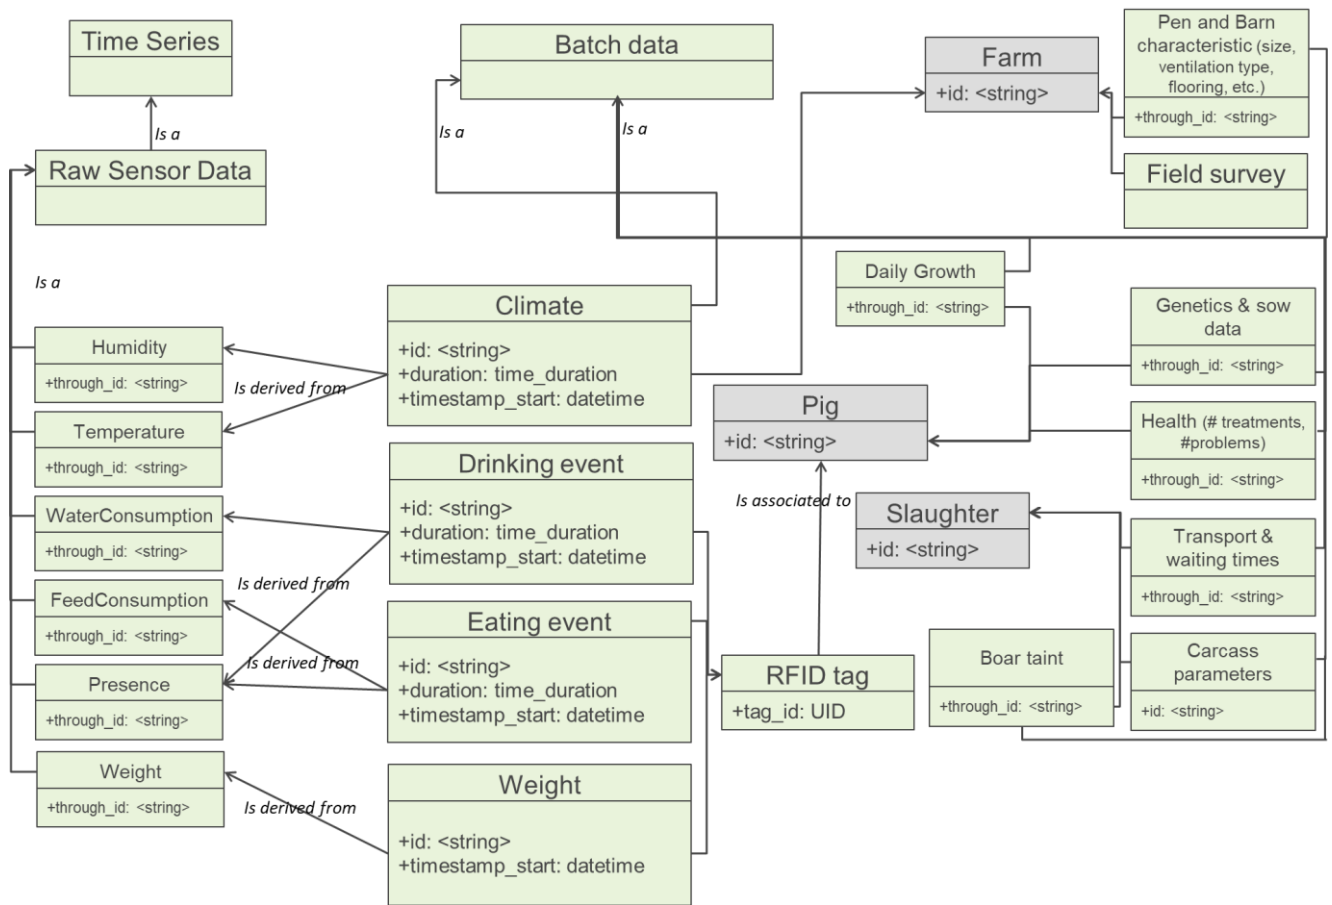 Time Series
Is a
Raw Sensor Data
Batch data
Is a
Is a
Farm
+id: <string>
Pen and Barn
characteristic (size,
ventilation type,
flooring, etc.)
+through_id: <string>
Field survey
Is a
Humidity
+through_id: <string>
Temperature
+through_id: <string>
WaterConsumption
+through_id: <string>
FeedConsumption
+through_id: <string>
Presence
+through_id: <string>
Weight
+through_id: <string>
Is derived from
Is derived from
Is derived from
Is derived from
Climate
+id: <string>
+duration: time_duration
+timestamp_start: datetime
Drinking event
+id: <string>
+duration: time_duration
+timestamp_start: datetime
Eating event
+id: <string>
+duration: time_duration
+timestamp_start: datetime
Weight
+id: <string>
+timestamp_start: datetime
Daily Growth
+through_id: <string>
Pig
+id: <string>
Is associated to
Slaughter
+id: <string>
RFID tag
+tag_id: UID
Boar taint
+through_id: <string>
Genetics & sow
data
+through_id: <string>
Health (# treatments,
#problems)
+through_id: <string>
Transport &
waiting times
+through_id: <string>
Carcass
parameters
+id: <string>